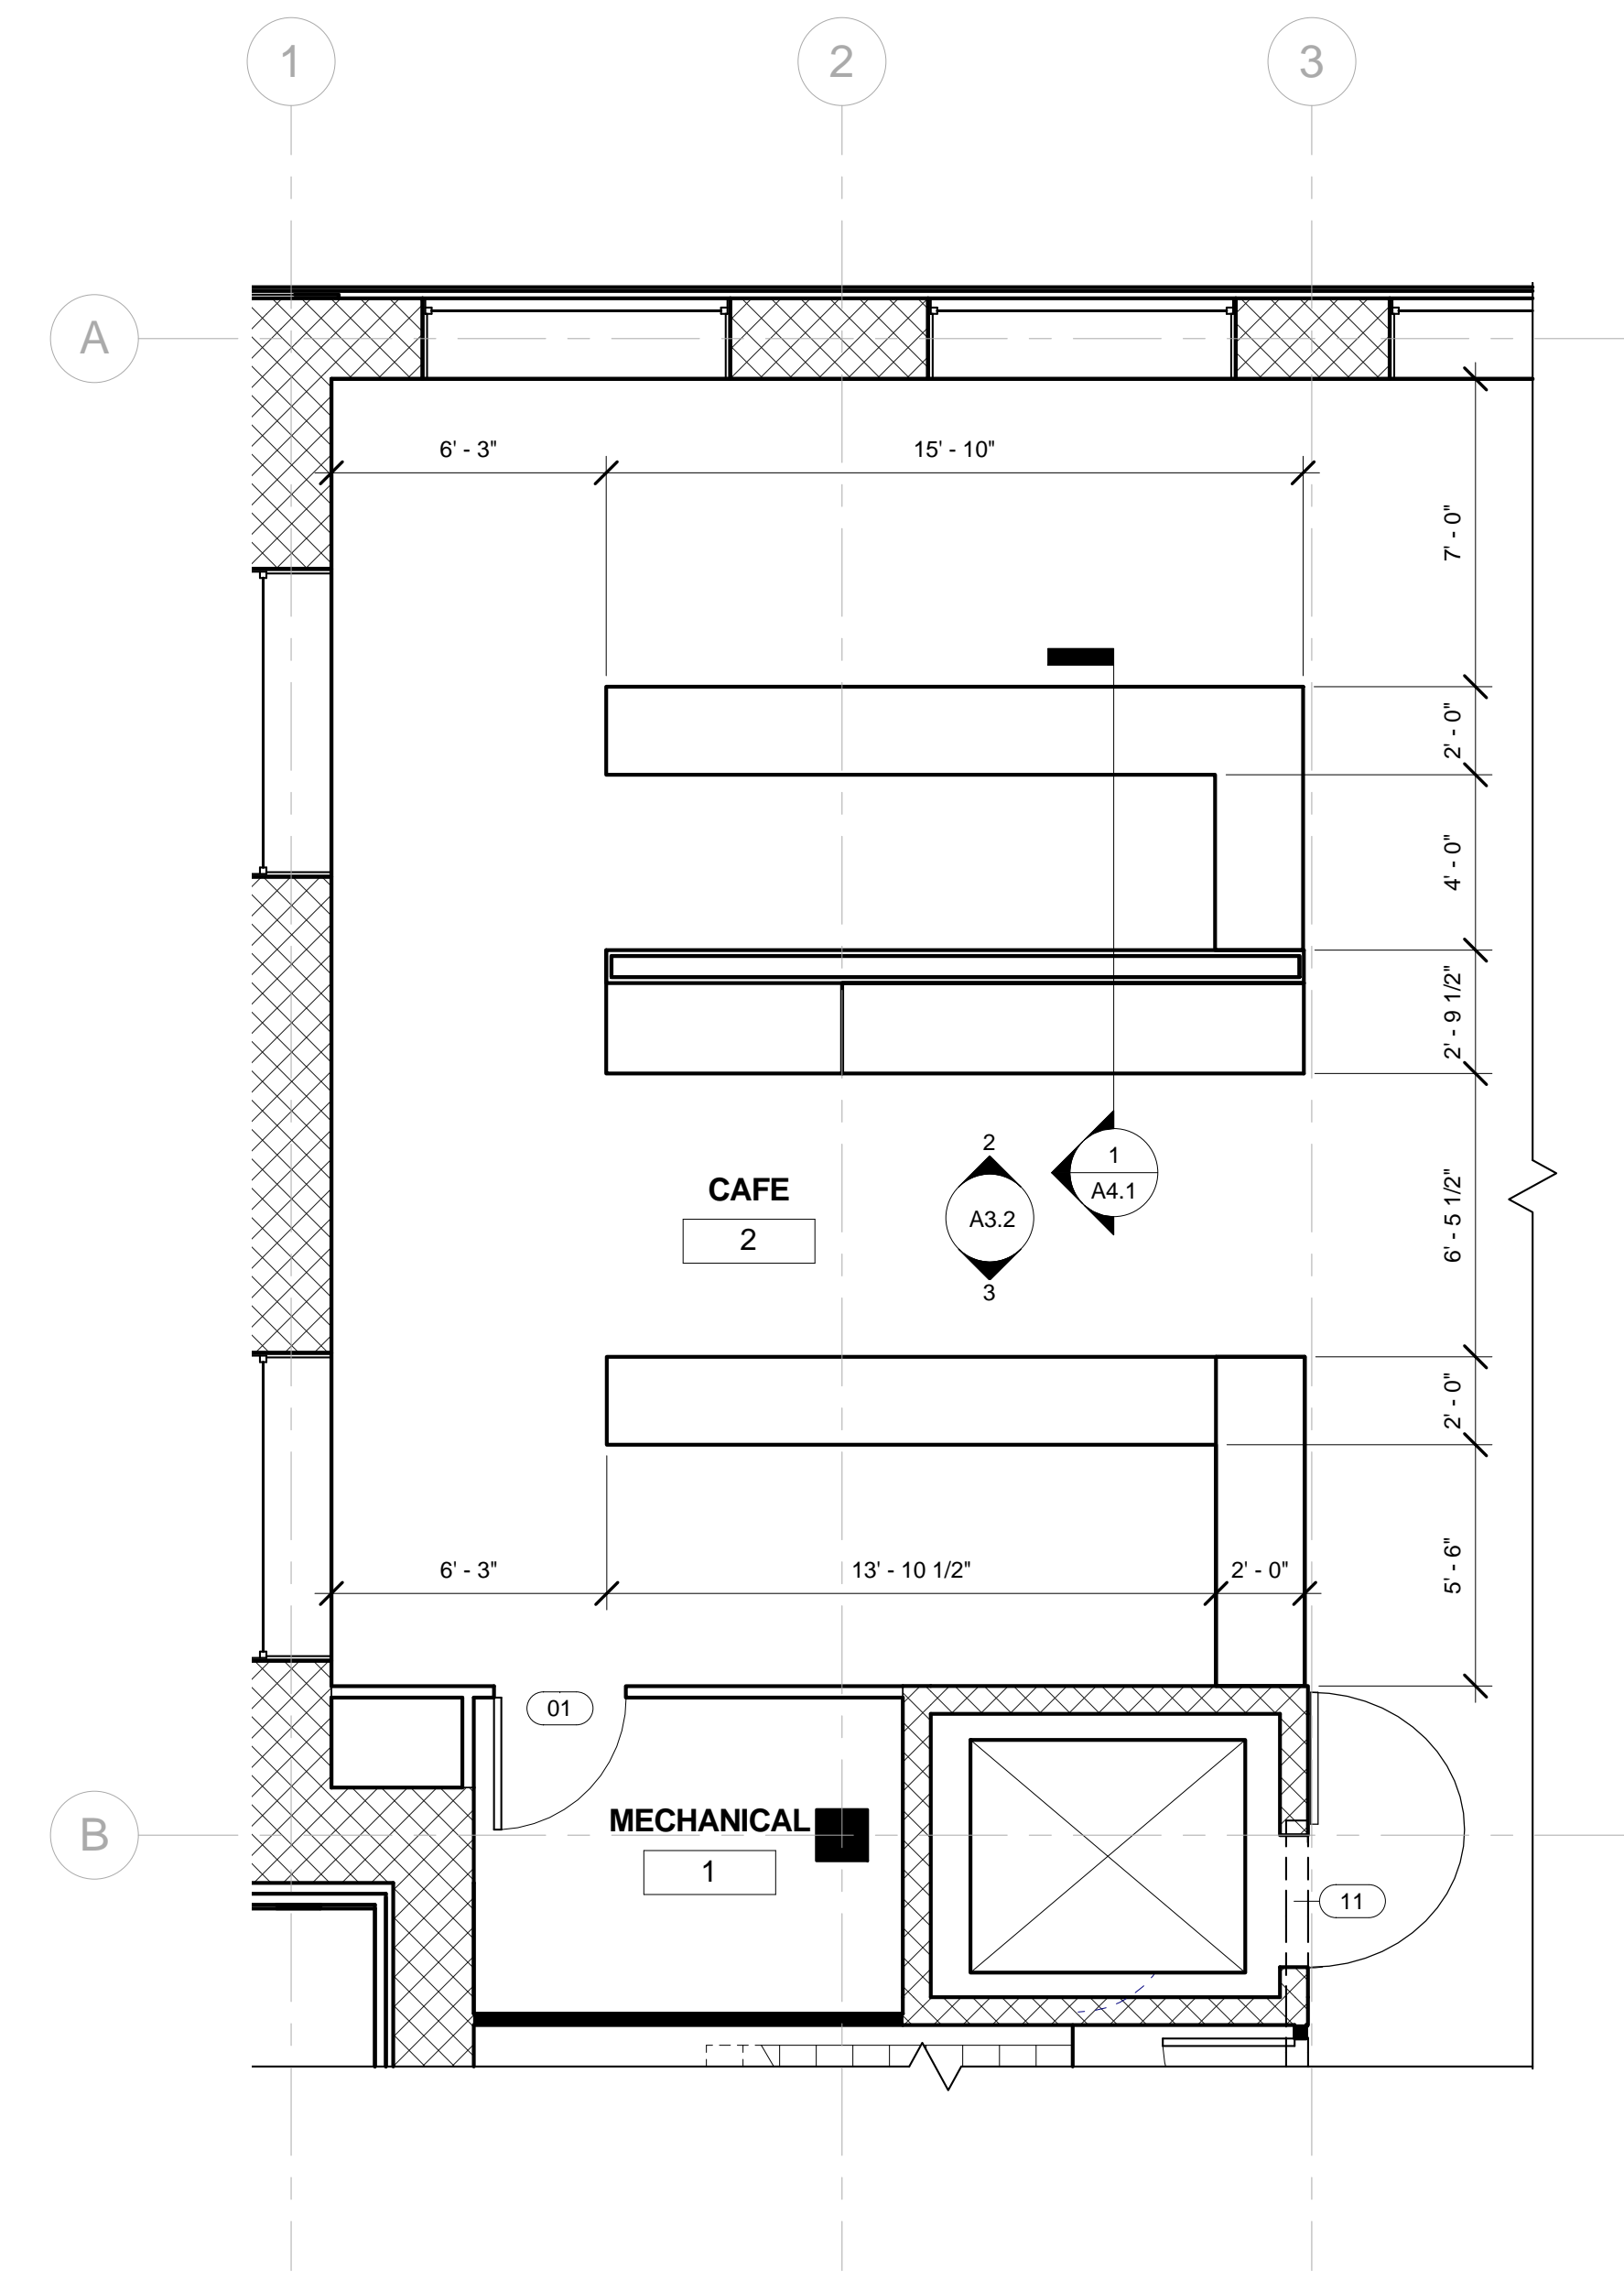 1
2
3
A
6' - 3"
15' - 10"
7' - 0"
2' - 0"
4' - 0"
2' - 9 1/2"
2
1
A4.1
CAFE
A3.2
2
3
6' - 5 1/2"
2' - 0"
6' - 3"
13' - 10 1/2"
2' - 0"
5' - 6"
01
MECHANICAL
B
1
11